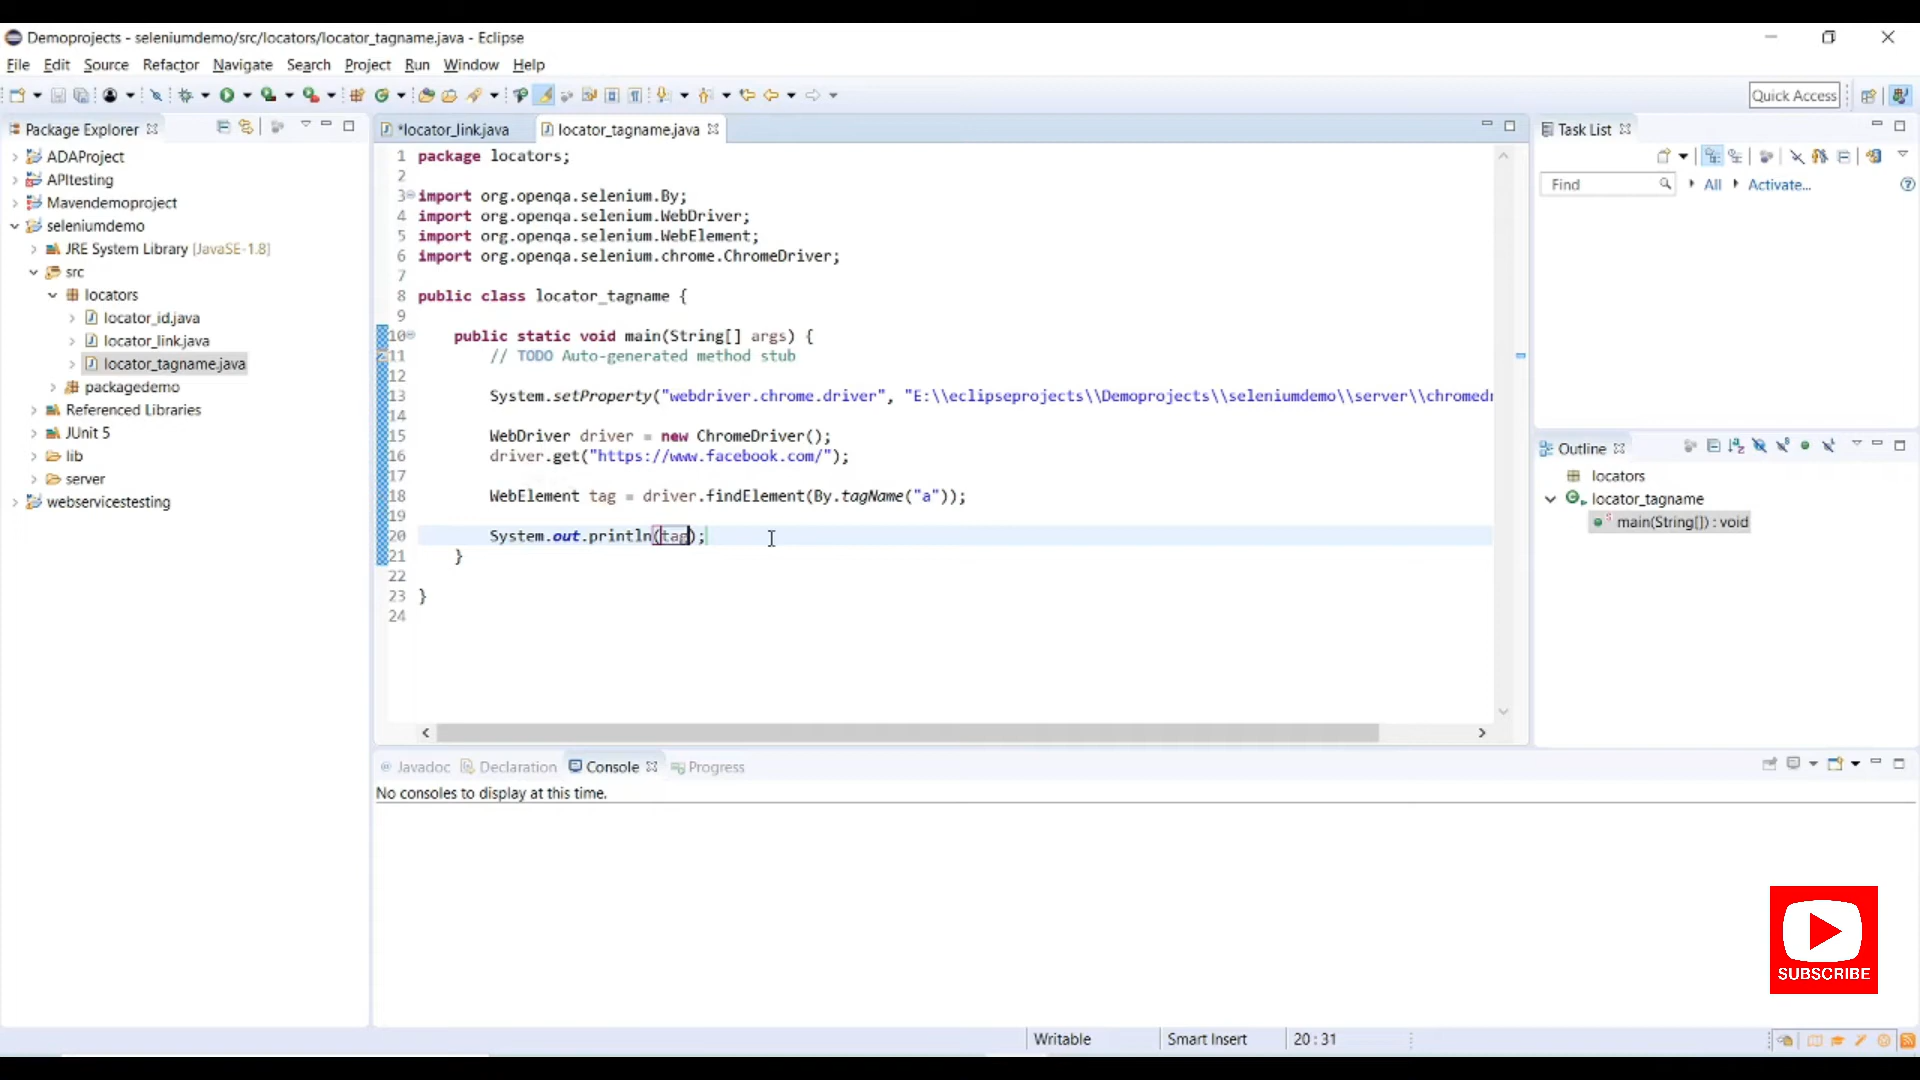 Demoprojects - seleniumdemo/src/locators/locator_tagname.java - Eclipse
File Edit Source Refactor Navigate Search Project Run Window Help
Quick Access
Package Explorer
ADAProject
APItesting
Mavendemoproject
seleniumdemo
JRE System Library [JavaSE-1.8]
src
locators
locator_id.java
locator_link.java
locator_tagname.java
packagedemo
Referenced Libraries
JUnit 5
lib
server
webservicestesting
*locator_link.java locator_tagname.java
1 package locators;
2
3 import org.openqa.selenium.By;
4 import org.openqa.selenium.WebDriver;
5 import org.openqa.selenium.WebElement;
6 import org.openqa.selenium.chrome.ChromeDriver;
7
8 public class locator_tagname {
9
10 public static void main(String[] args) {
11 // TODO Auto-generated method stub
12
13 System.setProperty("webdriver.chrome.driver", "E:\\eclipseprojects\\Demoprojects\\seleniumdemo\\server\\chromedr
14
15 WebDriver driver = new ChromeDriver();
16 driver.get("https://www.facebook.com/");
17
18 WebElement tag = driver.findElement(By.tagName("a"));
19
20 System.out.println(tag);
21 }
22
23 }
24
Task List
Find All Activate...
Outline
locators
locator_tagname
main(String[]) : void
Javadoc Declaration Console Progress
No consoles to display at this time.
SUBSCRIBE
Writable Smart Insert 20 : 31